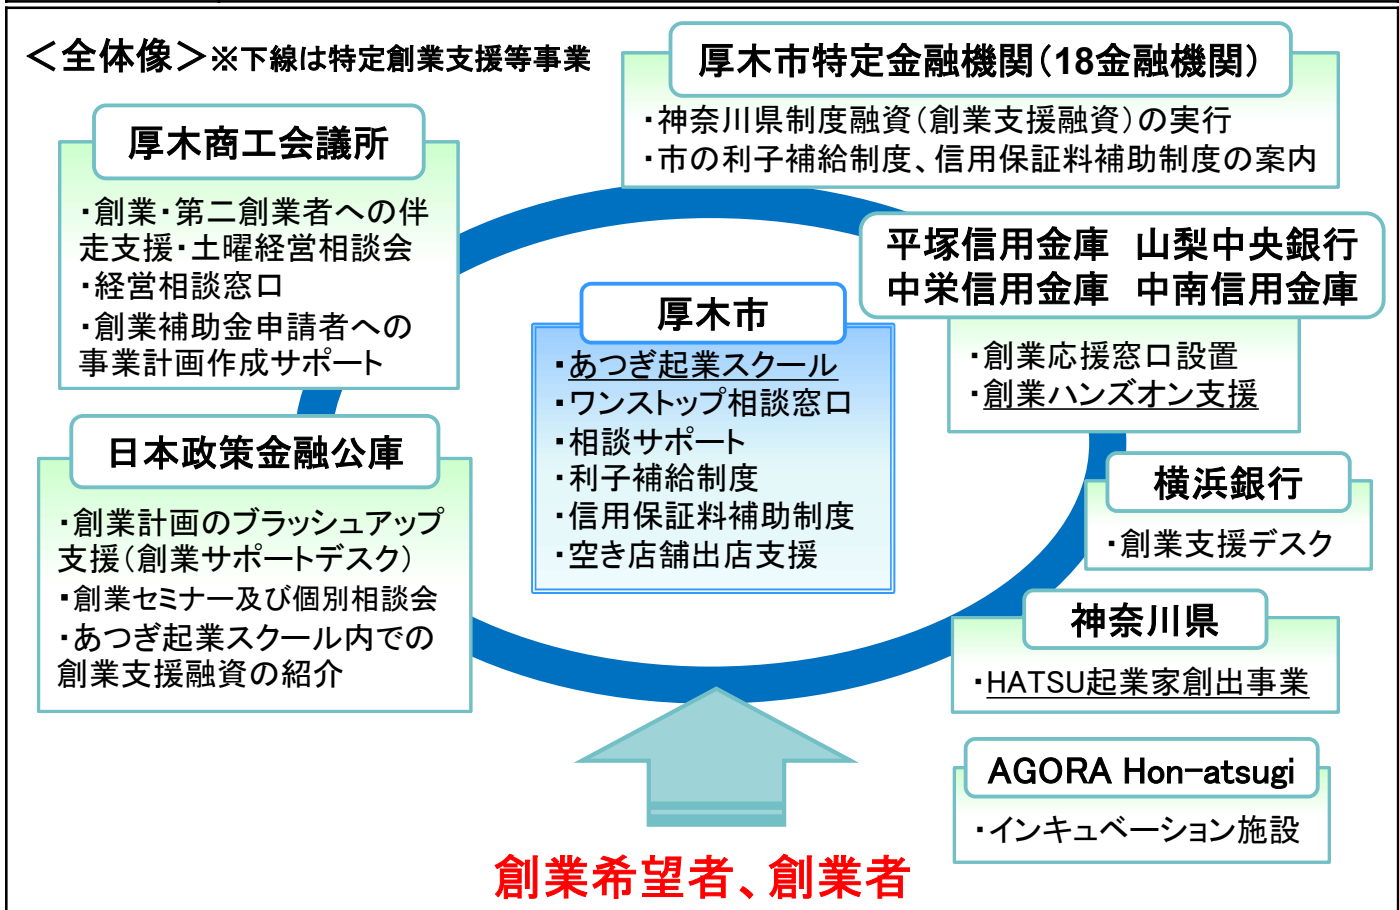 ＜全体像＞※下線は特定創業支援等事業
厚木市特定金融機関(18金融機関)
・神奈川県制度融資(創業支援融資)の実行
・市の利子補給制度、信用保証料補助制度の案内
厚木商工会議所
・創業・第二創業者への伴
走支援・土曜経営相談会
・経営相談窓口
・創業補助金申請者への
事業計画作成サポート
平塚信用金庫　山梨中央銀行
中栄信用金庫　中南信用金庫
・創業応援窓口設置
・創業ハンズオン支援
厚木市
・あつぎ起業スクール
・ワンストップ相談窓口
・相談サポート
・利子補給制度
・信用保証料補助制度
・空き店舗出店支援
日本政策金融公庫
・創業計画のブラッシュアップ
支援(創業サポートデスク)
・創業セミナー及び個別相談会
・あつぎ起業スクール内での
創業支援融資の紹介
横浜銀行
・創業支援デスク
神奈川県
・HATSU起業家創出事業
AGORA Hon-atsugi
・インキュベーション施設
創業希望者、創業者